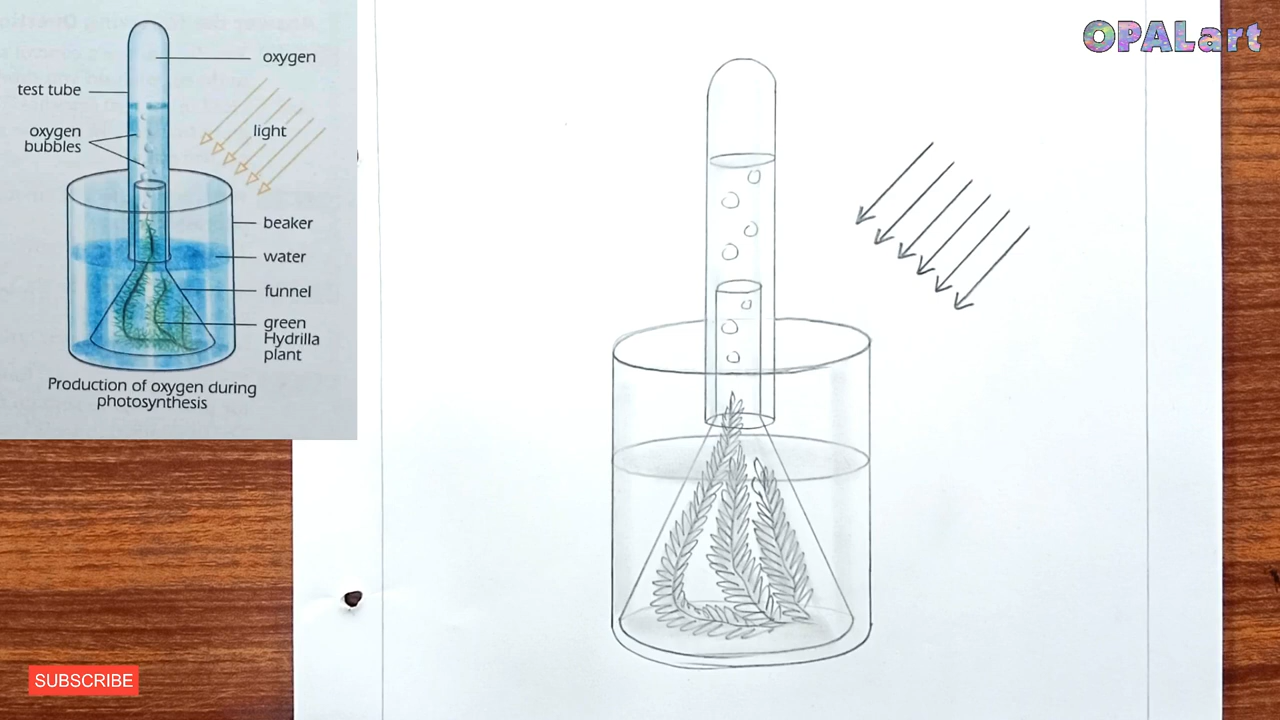 OPALart
oxygen
test tube
oxygen
bubbles
light
beaker
water
funnel
green
Hydrilla
plant
Production of oxygen during
photosynthesis
SUBSCRIBE